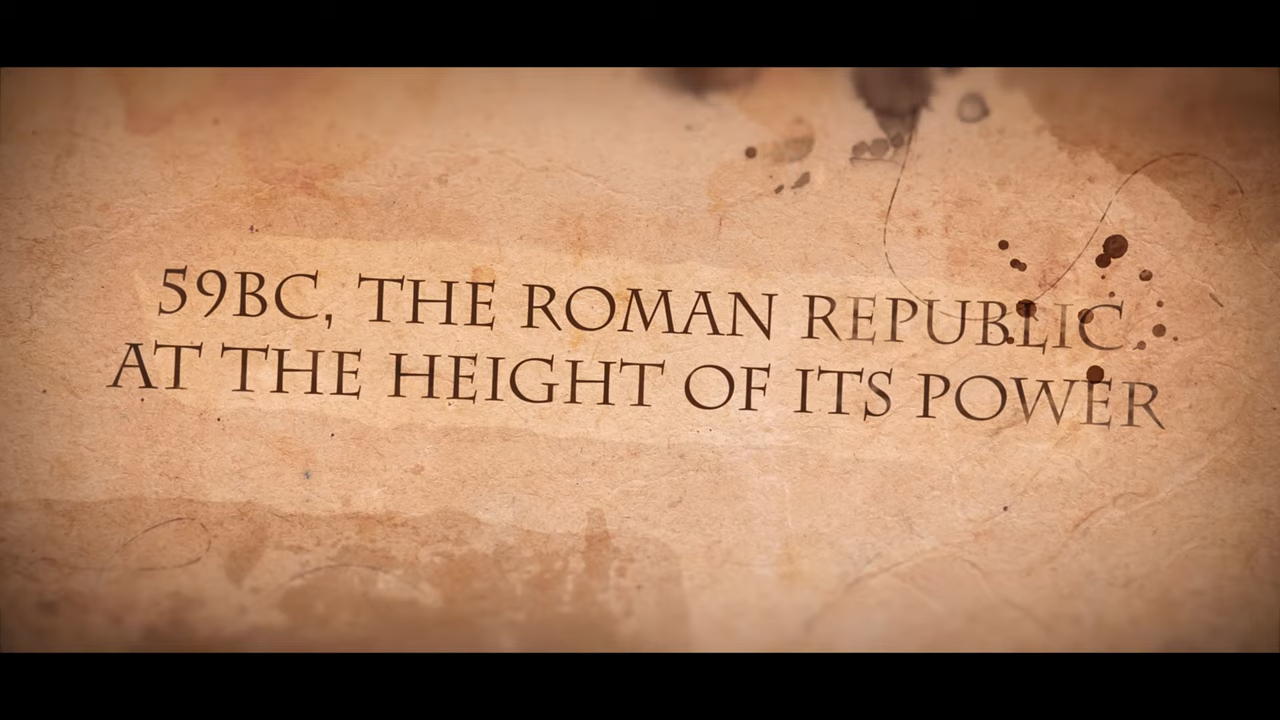 59BC, THE ROMAN REPUBLIC
AT THE HEIGHT OF ITS POWER